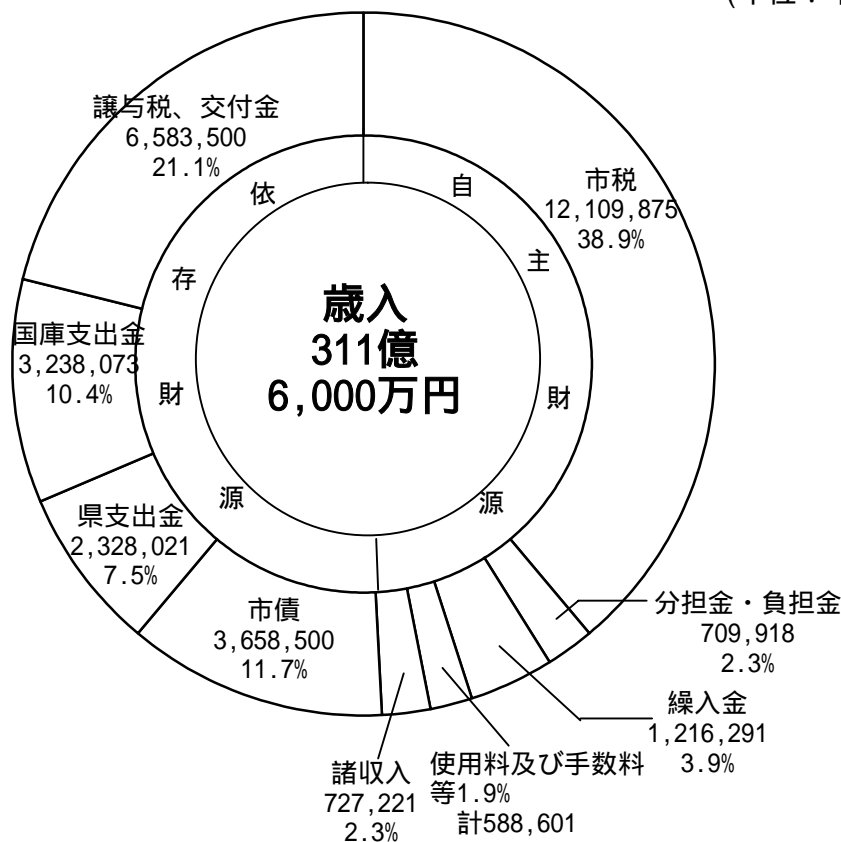 譲与税、交付金
6,583,500
21.1%
市税
12,109,875
38.9%
依存財源
自主財源
歳入
311億
6,000万円
国庫支出金
3,238,073
10.4%
県支出金
2,328,021
7.5%
市債
3,658,500
11.7%
分担金・負担金
709,918
2.3%
繰入金
1,216,291
3.9%
使用料及び手数料
等1.9%
計588,601
諸収入
727,221
2.3%